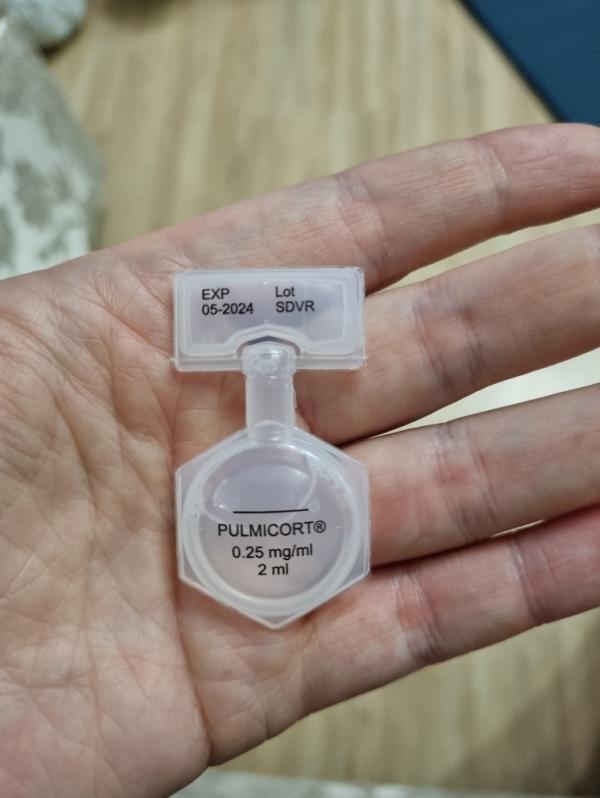 EXP Lot
05-2024 SDVR
PULMICORT®
0.25 mg/ml
2 ml